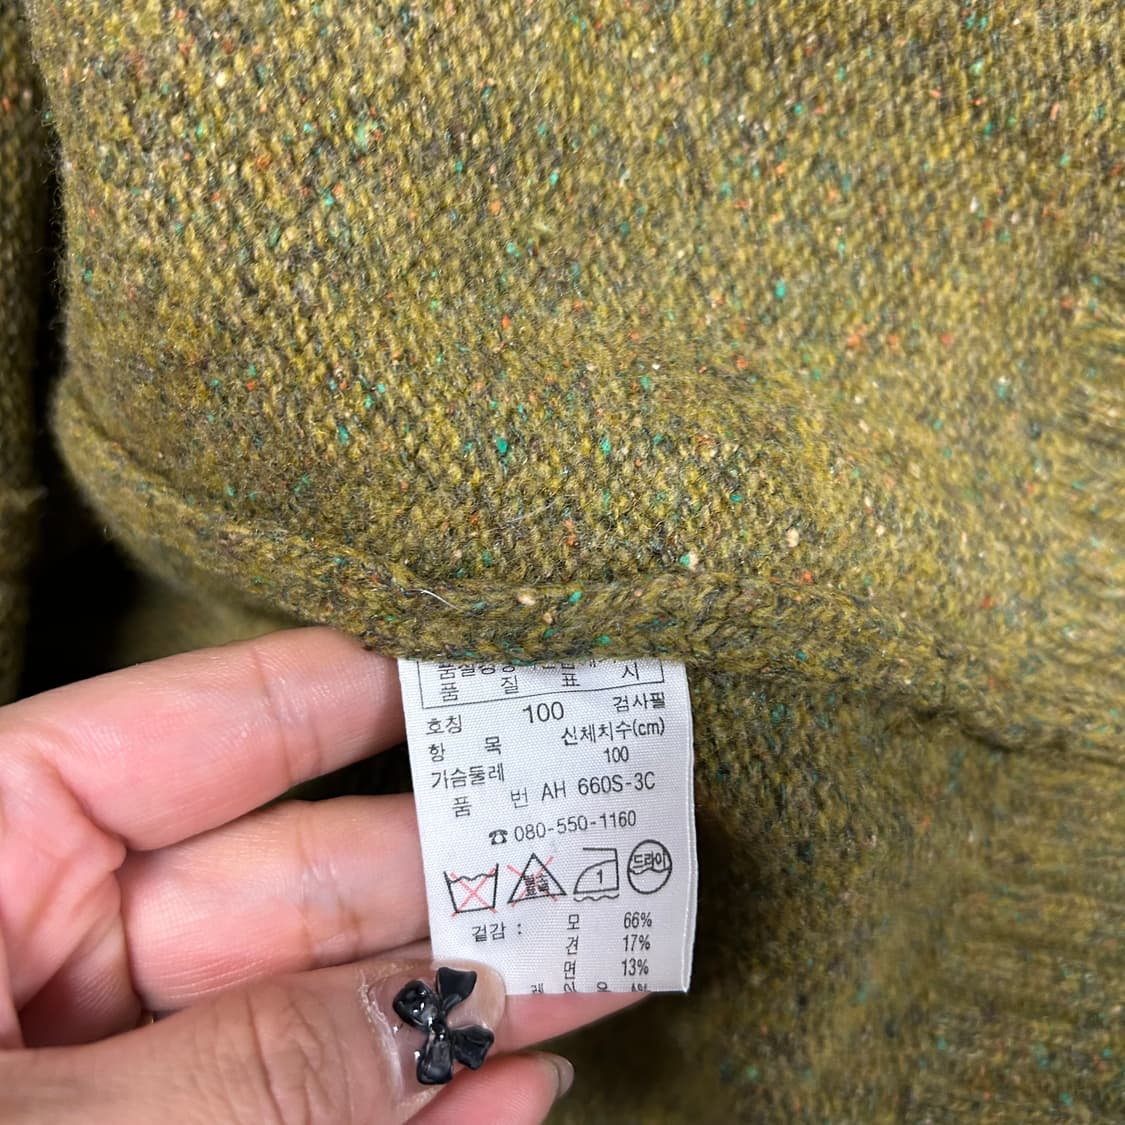 품 질 표 시
호칭 100 검사필
항 목 신체치수(cm)
가슴둘레 100
품 번 AH 660S-3C
☎080-550-1160
1 드라이
겉감 : 모 66%
견 17%
면 13%